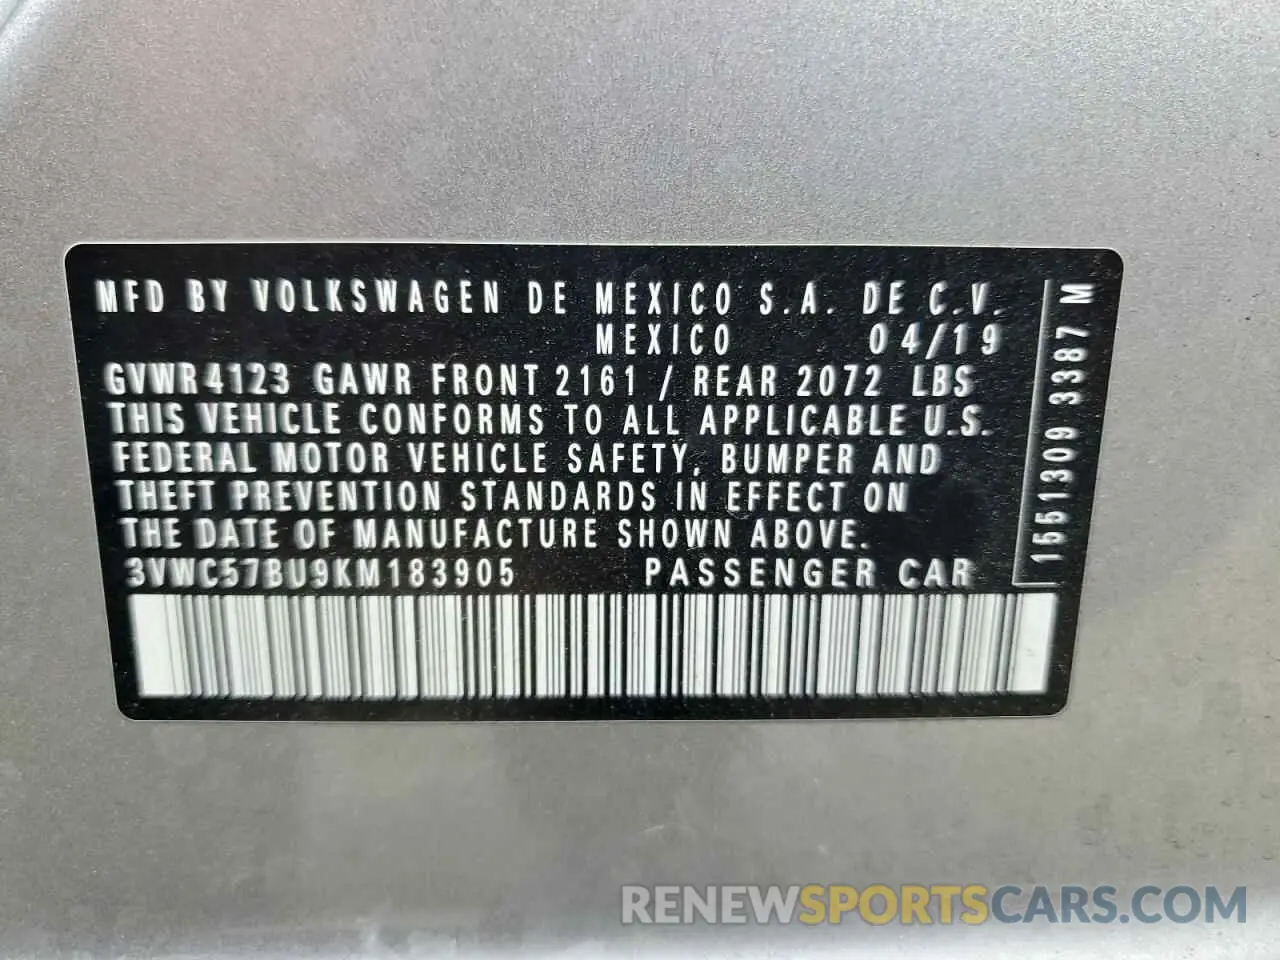 MFD BY VOLKSWAGEN DE MEXICO S.A. DE C.V.
MEXICO 04/19
GVWR 4123 GAWR FRONT 2161 / REAR 2072 LBS
THIS VEHICLE CONFORMS TO ALL APPLICABLE U.S.
FEDERAL MOTOR VEHICLE SAFETY, BUMPER AND
THEFT PREVENTION STANDARDS IN EFFECT ON
THE DATE OF MANUFACTURE SHOWN ABOVE.
3VWC57BU9KM183905 PASSENGER CAR
1551309 3387 M
RENEWSPORTSCARS.COM